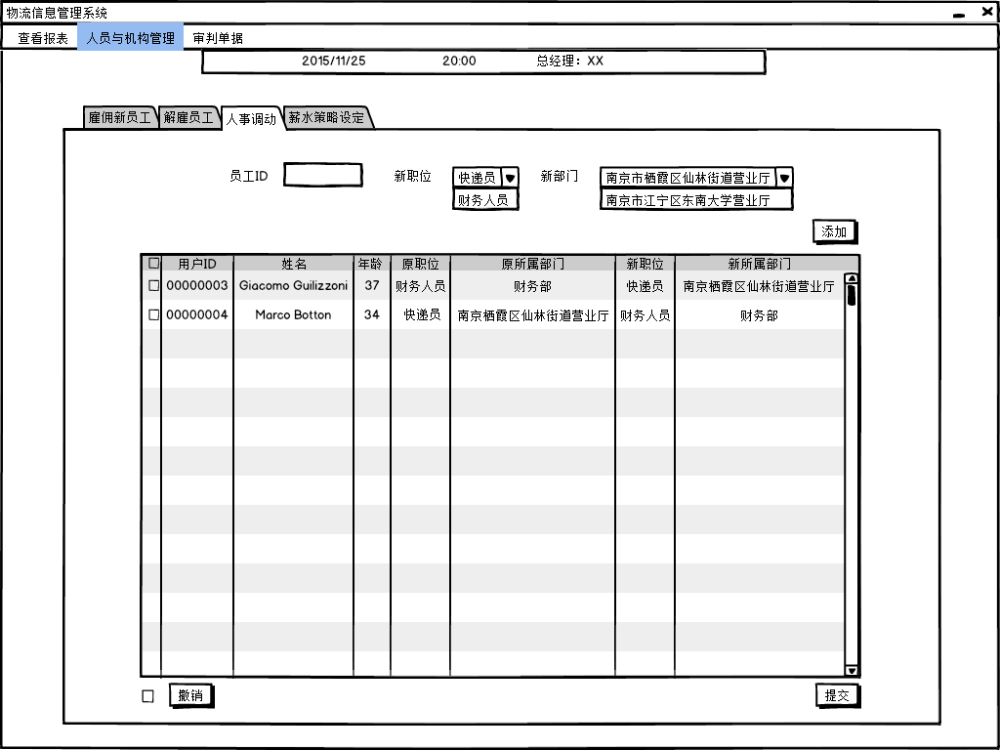 物流信息管理系统
查看报表 人员与机构管理 审判单据
2015/11/25 20:00 总经理：XX
雇佣新员工 解雇员工 人事调动 薪水策略设定
员工ID 新职位 快递员 新部门 南京市栖霞区仙林街道营业厅
财务人员 南京市江宁区东南大学营业厅
添加
用户ID 姓名 年龄 原职位 原所属部门 新职位 新所属部门
00000003 Giacomo Guilizzoni 37 财务人员 财务部 快递员 南京栖霞区仙林街道营业厅
00000004 Marco Botton 34 快递员 南京栖霞区仙林街道营业厅 财务人员 财务部
撤销 提交